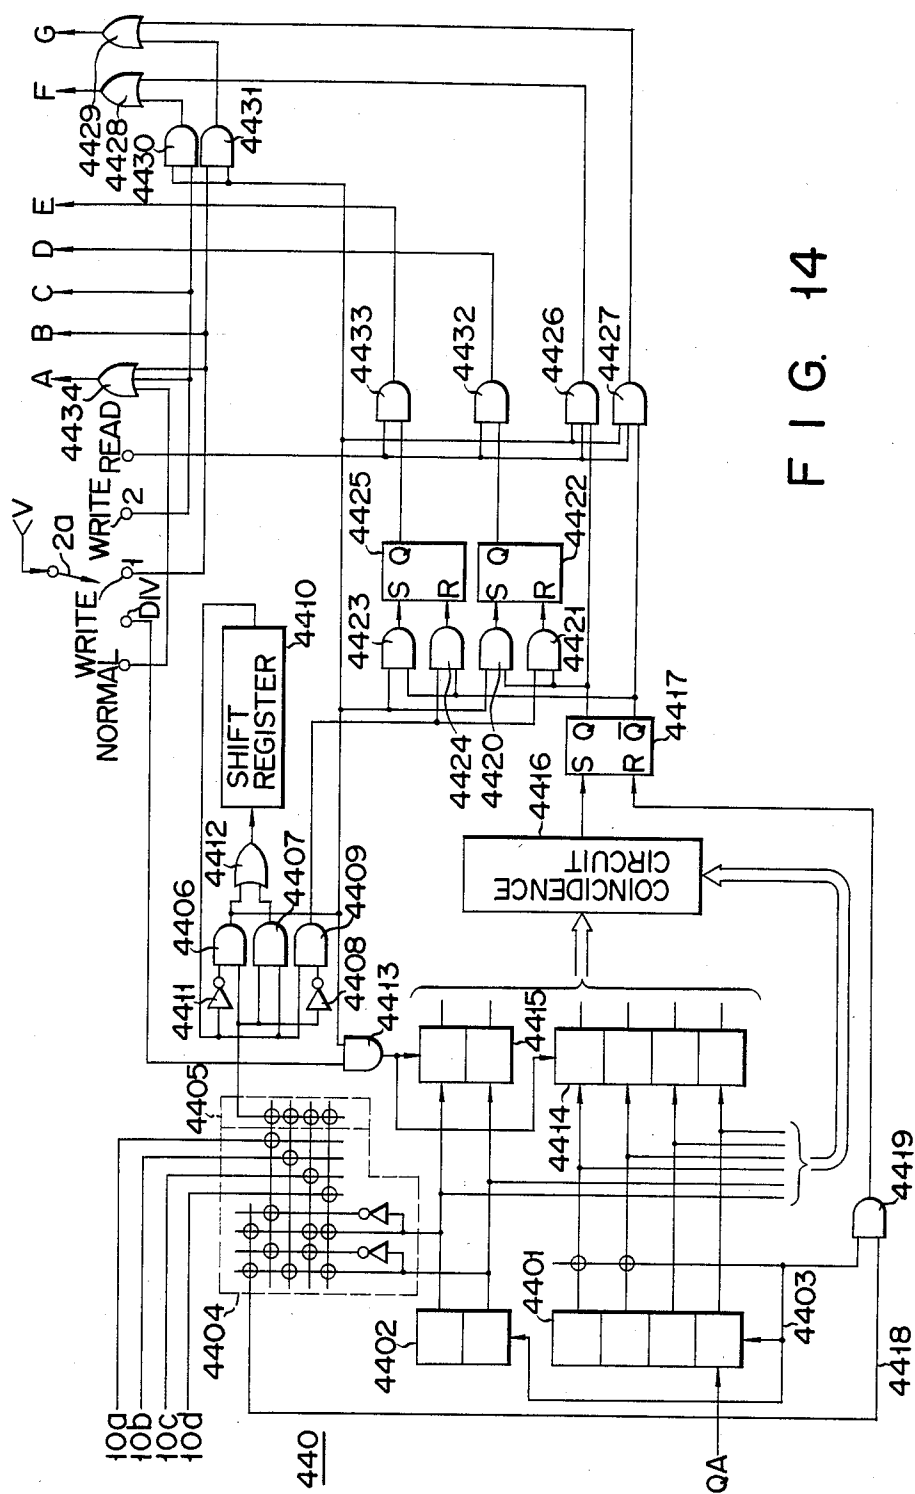 G
F
E
D
C
B
A
4429
4428
4430
4431
4434
READ
WRITE 2
WRITE 1
DIV
NORMAL
V
2a
4433
4432
4426
4427
4425
4422
S Q
R
S Q
R
4423
4424
4420
4421
SHIFT
REGISTER
4410
4412
4406
4407
4409
4411
4408
4413
4416
COINCIDENCE
CIRCUIT
S Q
R Q̅
4417
4415
4414
4405
4404
10a
10b
10c
10d
440
4402
4401
4403
4419
4418
QA
FIG. 14